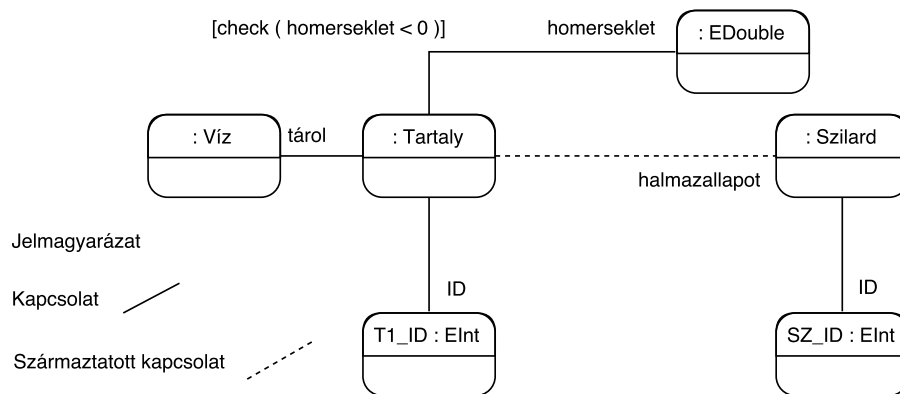 [check ( homerseklet < 0 )]
homerseklet
: EDouble
: Víz
tárol
: Tartaly
: Szilard
halmazallapot
Jelmagyarázat
ID
ID
Kapcsolat
T1_ID : EInt
SZ_ID : EInt
Származtatott kapcsolat